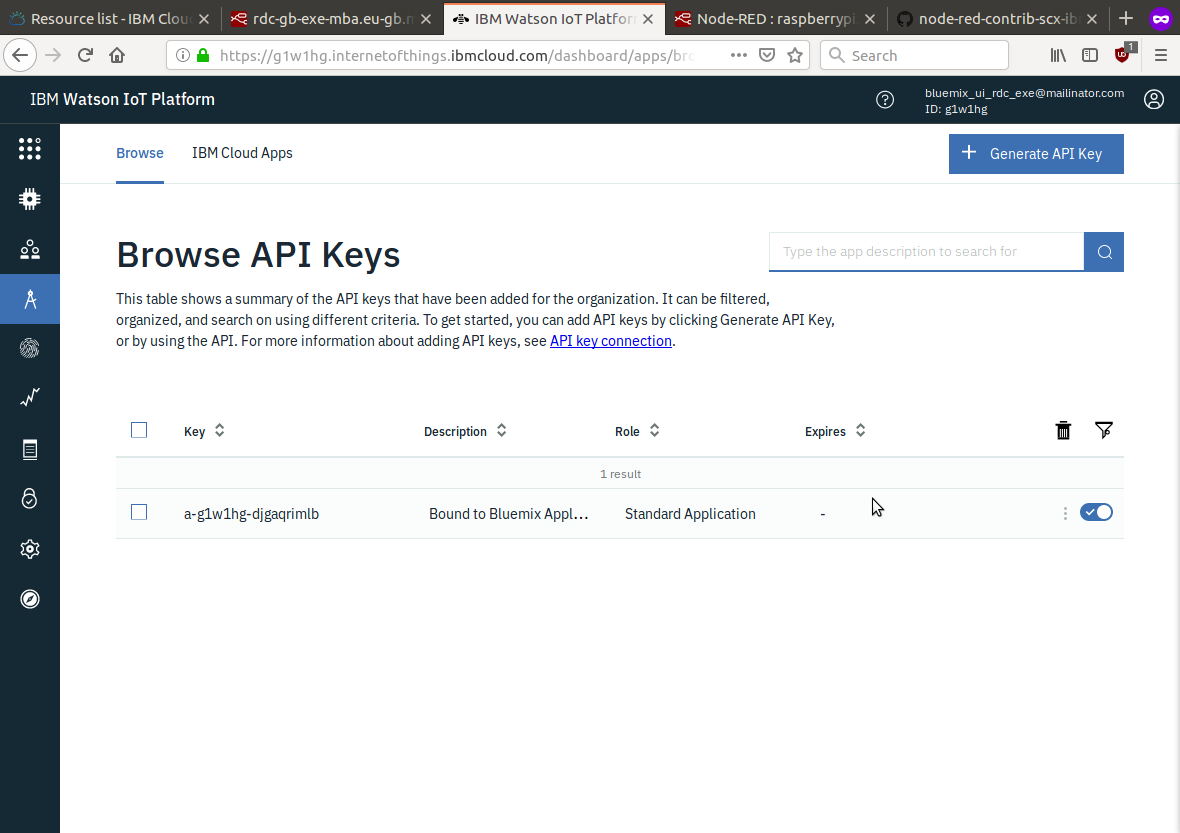 Resource list - IBM Clou
rdc-gb-exe-mba.eu-gb.m
IBM Watson IoT Platfor
Node-RED : raspberrypi
node-red-contrib-scx-ib
https://g1w1hg.internetofthings.ibmcloud.com/dashboard/apps/bro
Search
1
IBM Watson IoT Platform
bluemix_ui_rdc_exe@mailinator.com
ID: g1w1hg
Browse
IBM Cloud Apps
Generate API Key
Browse API Keys
Type the app description to search for
This table shows a summary of the API keys that have been added for the organization. It can be filtered,
organized, and search on using different criteria. To get started, you can add API keys by clicking Generate API Key,
or by using the API. For more information about adding API keys, see API key connection.
Key
Description
Role
Expires
1 result
a-g1w1hg-djgaqrimlb
Bound to Bluemix Appl...
Standard Application
-